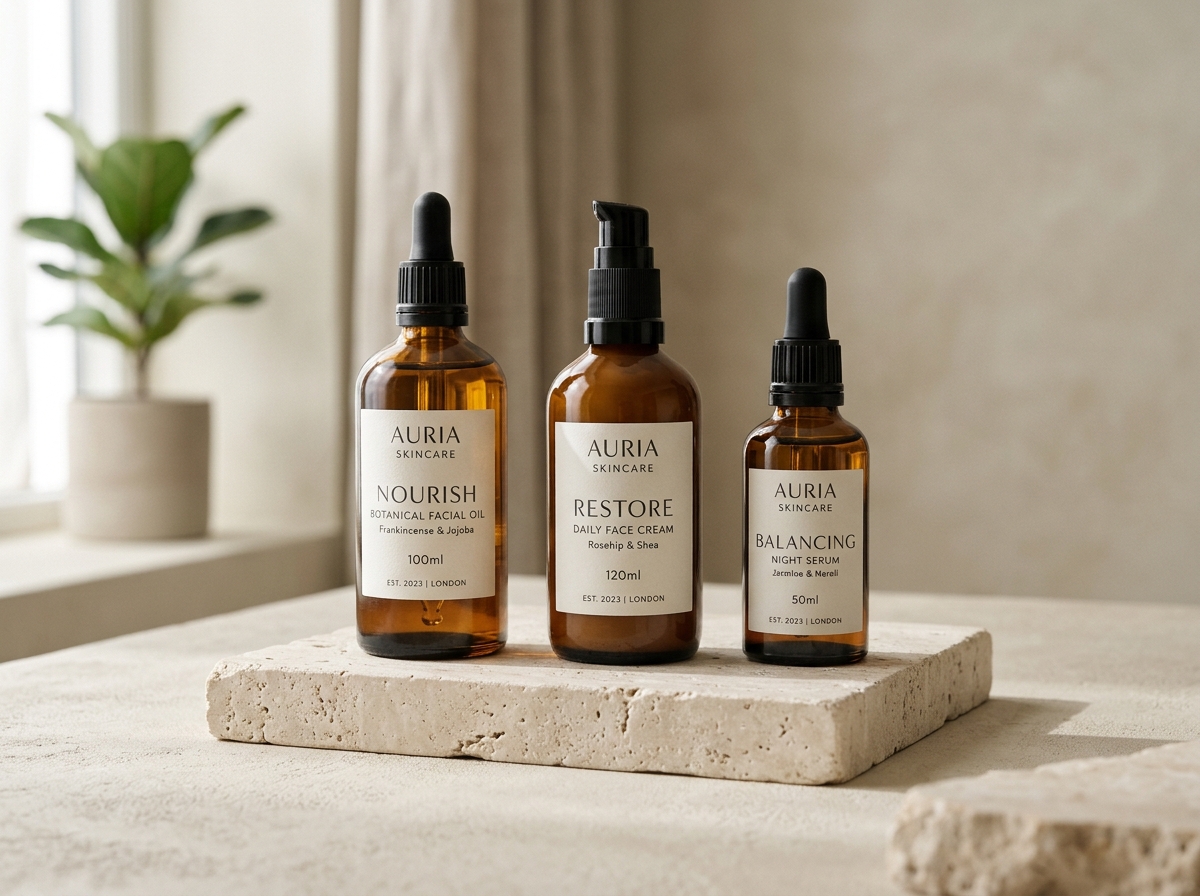 AURIA
SKINCARE
NOURISH
BOTANICAL FACIAL OIL
Frankincense & Jojoba
100ml
EST. 2023 | LONDON
AURIA
SKINCARE
RESTORE
DAILY FACE CREAM
Rosehip & Shea
120ml
EST. 2023 | LONDON
AURIA
SKINCARE
BALANCING
NIGHT SERUM
&
50ml
EST. 2023 | LONDON